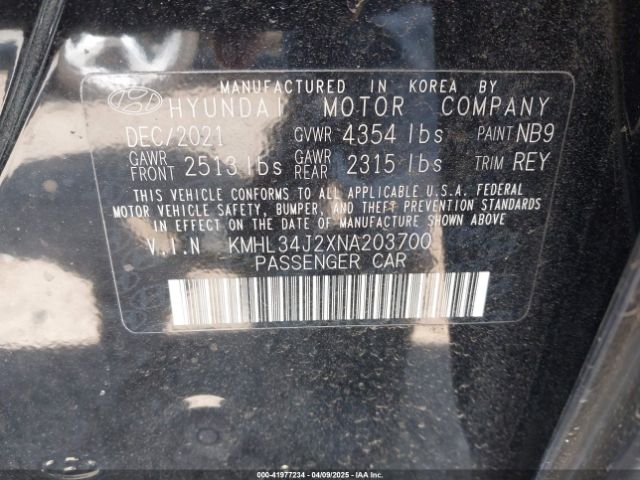 MANUFACTURED IN KOREA BY
HYUNDAI MOTOR COMPANY
DEC/2021 GVWR 4354 lbs PAINT NB9
GAWR FRONT 2513 lbs GAWR REAR 2315 lbs TRIM REY
THIS VEHICLE CONFORMS TO ALL APPLICABLE U.S.A. FEDERAL
MOTOR VEHICLE SAFETY, BUMPER, AND THEFT PREVENTION STANDARDS
IN EFFECT ON THE DATE OF MANUFACTURE SHOWN ABOVE
V.I.N KMHL34J2XNA203700
PASSENGER CAR
000-41977234 - 04/09/2025 - IAAI.com